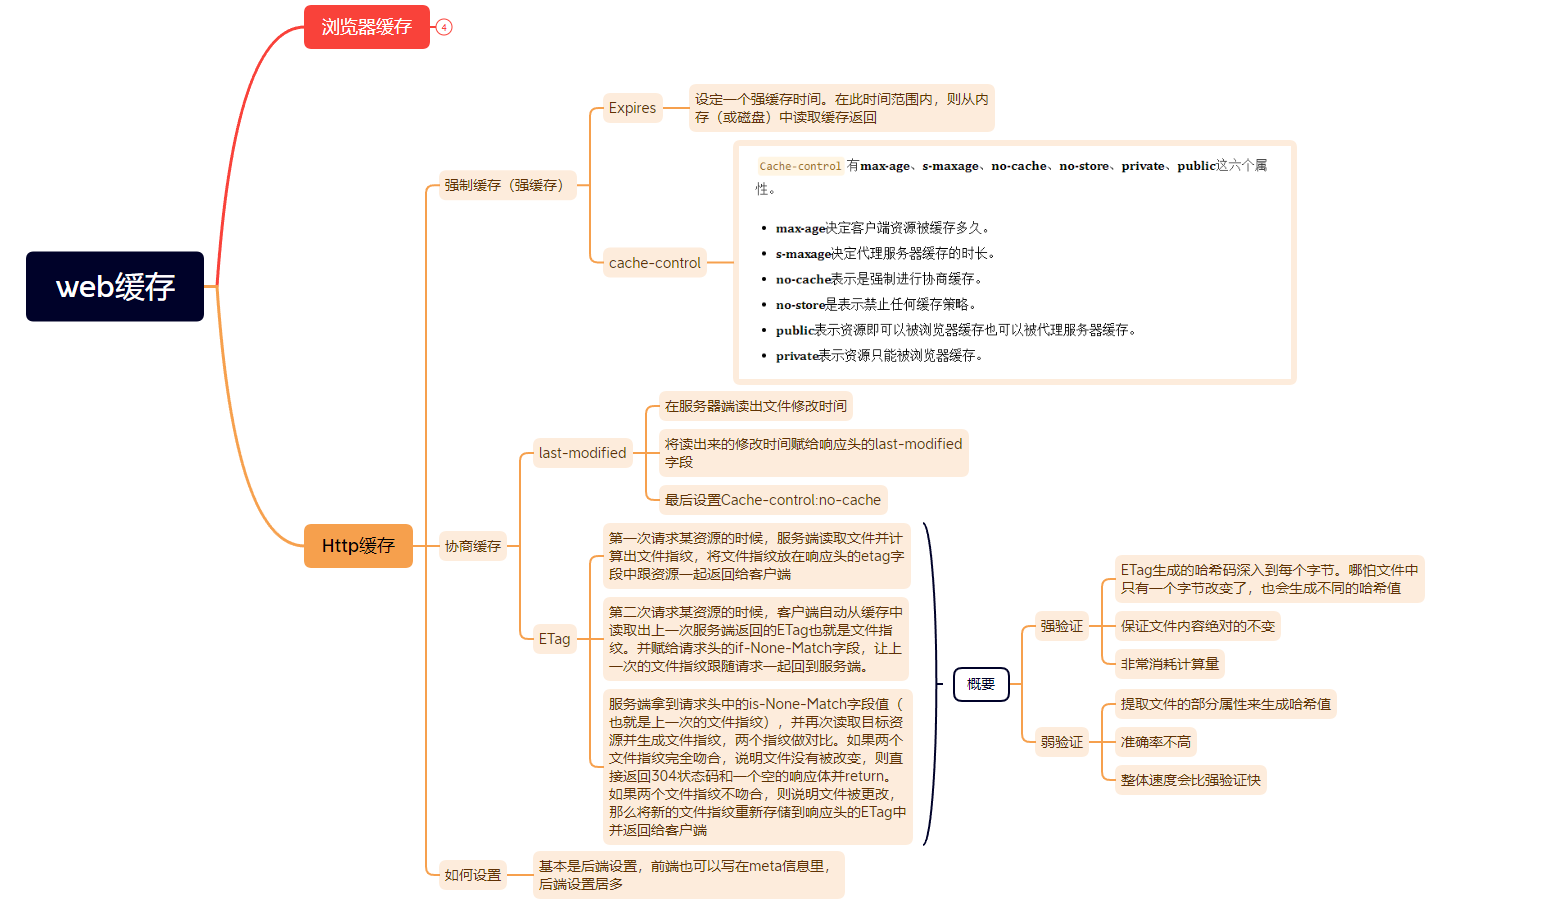 浏览器缓存
4
web缓存
Http缓存
强制缓存（强缓存）
Expires
设定一个强缓存时间。在此时间范围内，则从内
存（或磁盘）中读取缓存返回
cache-control
Cache-control 有max-age、s-maxage、no-cache、no-store、private、public这六个属
性。
• max-age决定客户端资源被缓存多久。
• s-maxage决定代理服务器缓存的时长。
• no-cache表示是强制进行协商缓存。
• no-store是表示禁止任何缓存策略。
• public表示资源即可以被浏览器缓存也可以被代理服务器缓存。
• private表示资源只能被浏览器缓存。
协商缓存
last-modified
在服务器端读出文件修改时间
将读出来的修改时间赋给响应头的last-modified
字段
最后设置Cache-control:no-cache
ETag
第一次请求某资源的时候，服务端读取文件并计
算出文件指纹，将文件指纹放在响应头的etag字
段中跟资源一起返回给客户端
第二次请求某资源的时候，客户端自动从缓存中
读取出上一次服务端返回的ETag也就是文件指
纹。并赋给请求头的if-None-Match字段，让上
一次的文件指纹跟随请求一起回到服务端。
服务端拿到请求头中的is-None-Match字段值（
也就是上一次的文件指纹），并再次读取目标资
源并生成文件指纹，两个指纹做对比。如果两个
文件指纹完全吻合，说明文件没有被改变，则直
接返回304状态码和一个空的响应体并return。
如果两个文件指纹不吻合，则说明文件被更改，
那么将新的文件指纹重新存储到响应头的ETag中
并返回给客户端
概要
强验证
ETag生成的哈希码深入到每个字节。哪怕文件中
只有一个字节改变了，也会生成不同的哈希值
保证文件内容绝对的不变
非常消耗计算量
弱验证
提取文件的部分属性来生成哈希值
准确率不高
整体速度会比强验证快
如何设置
基本是后端设置，前端也可以写在meta信息里，
后端设置居多